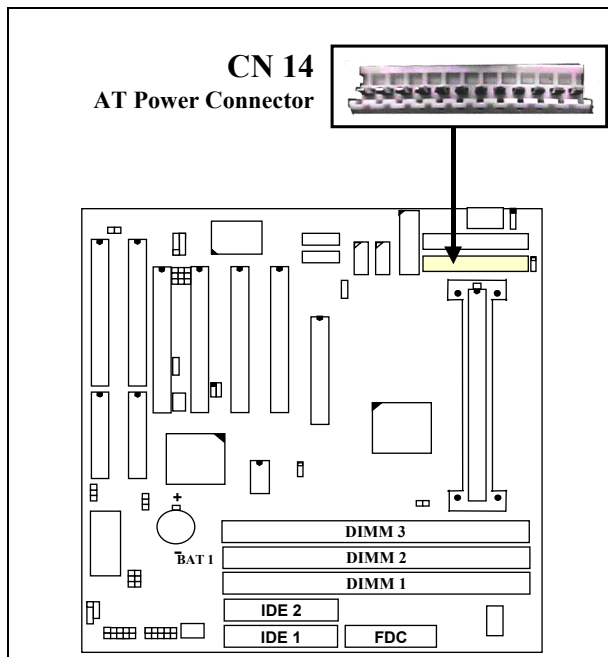 CN 14
AT Power Connector
+
BAT 1
DIMM 3
DIMM 2
DIMM 1
IDE 2
IDE 1
FDC